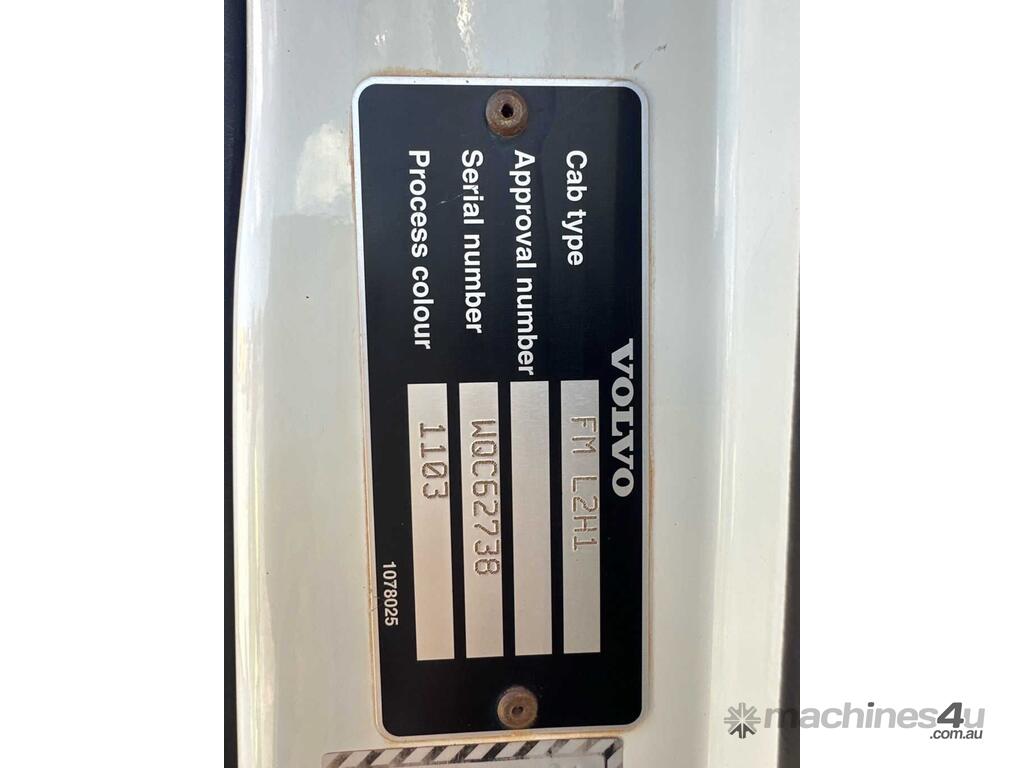 VOLVO
Cab type FM L2H1
Approval number
Serial number WQC62738
Process colour 1103
1078025
machines4u
.com.au